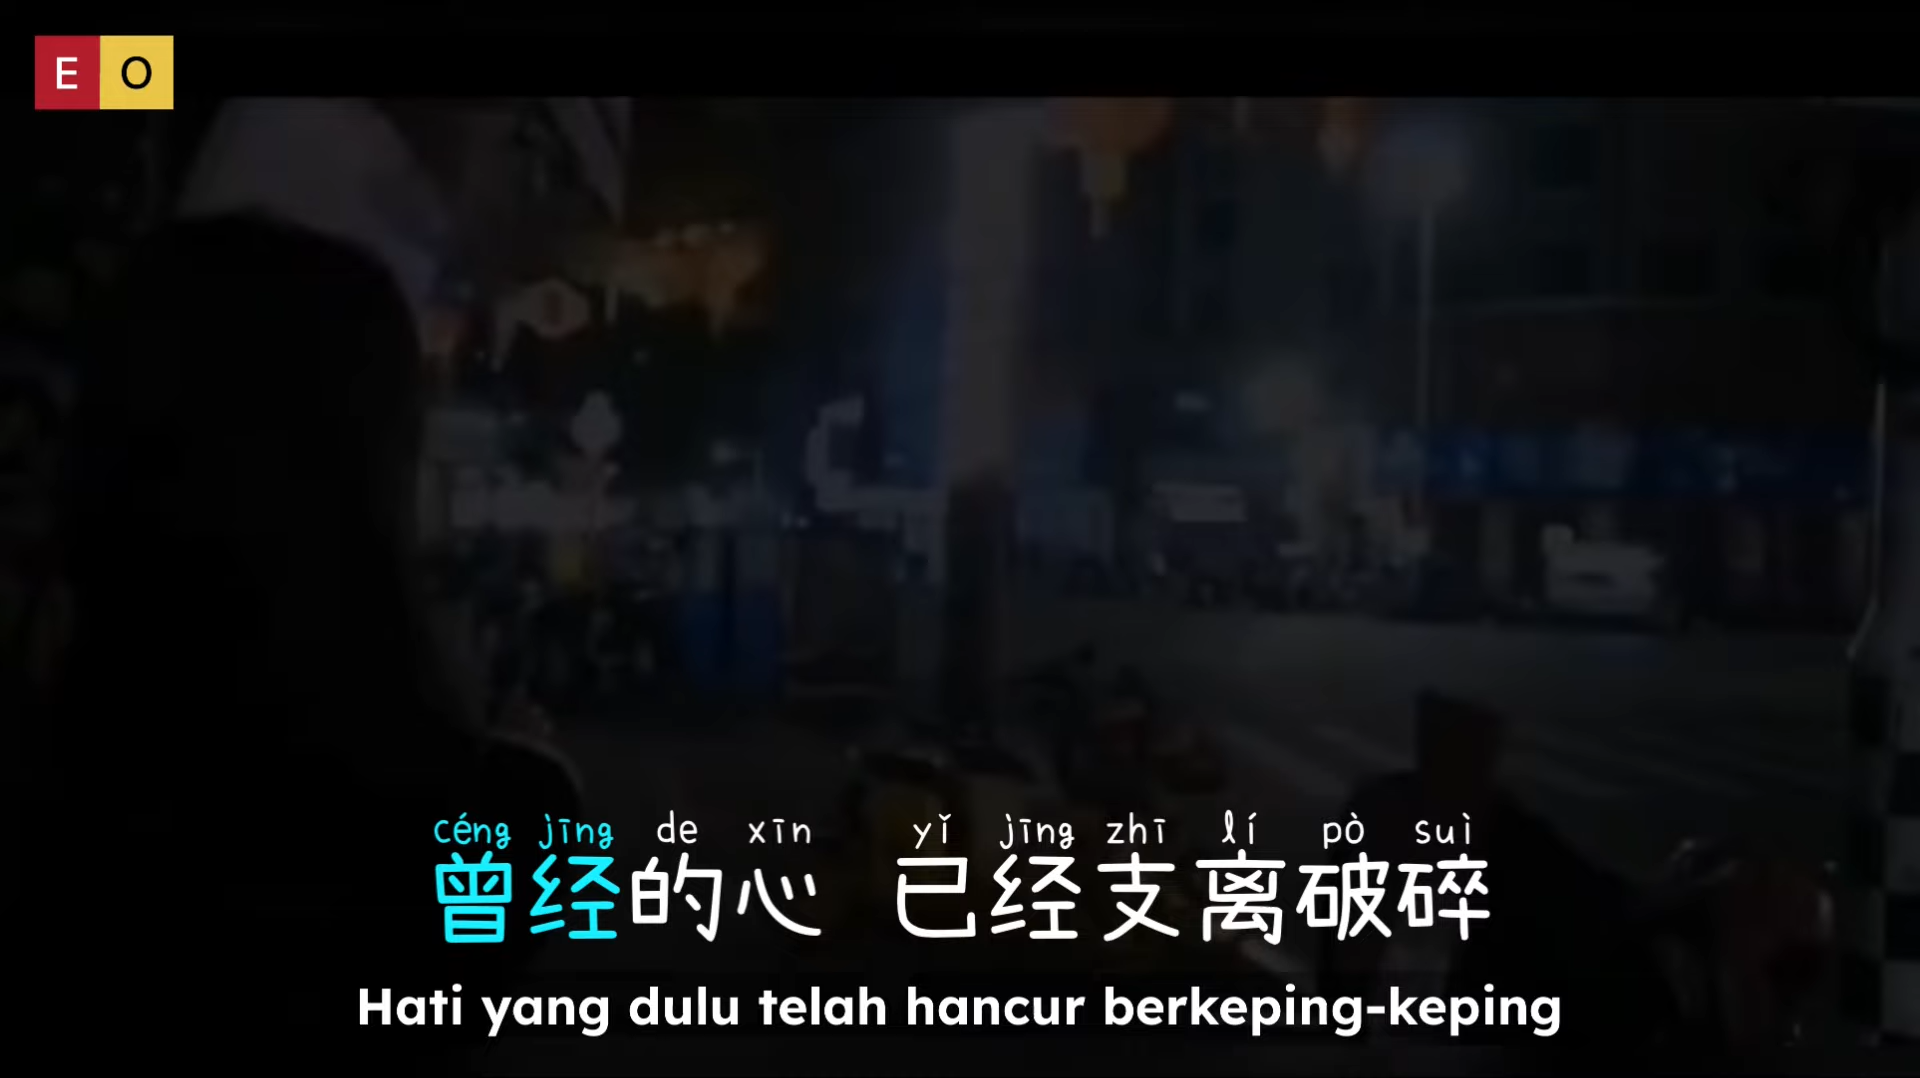 E O
céng jīng de xīn yǐ jīng zhī lí pò suì
曾经的心 已经支离破碎
Hati yang dulu telah hancur berkeping-keping